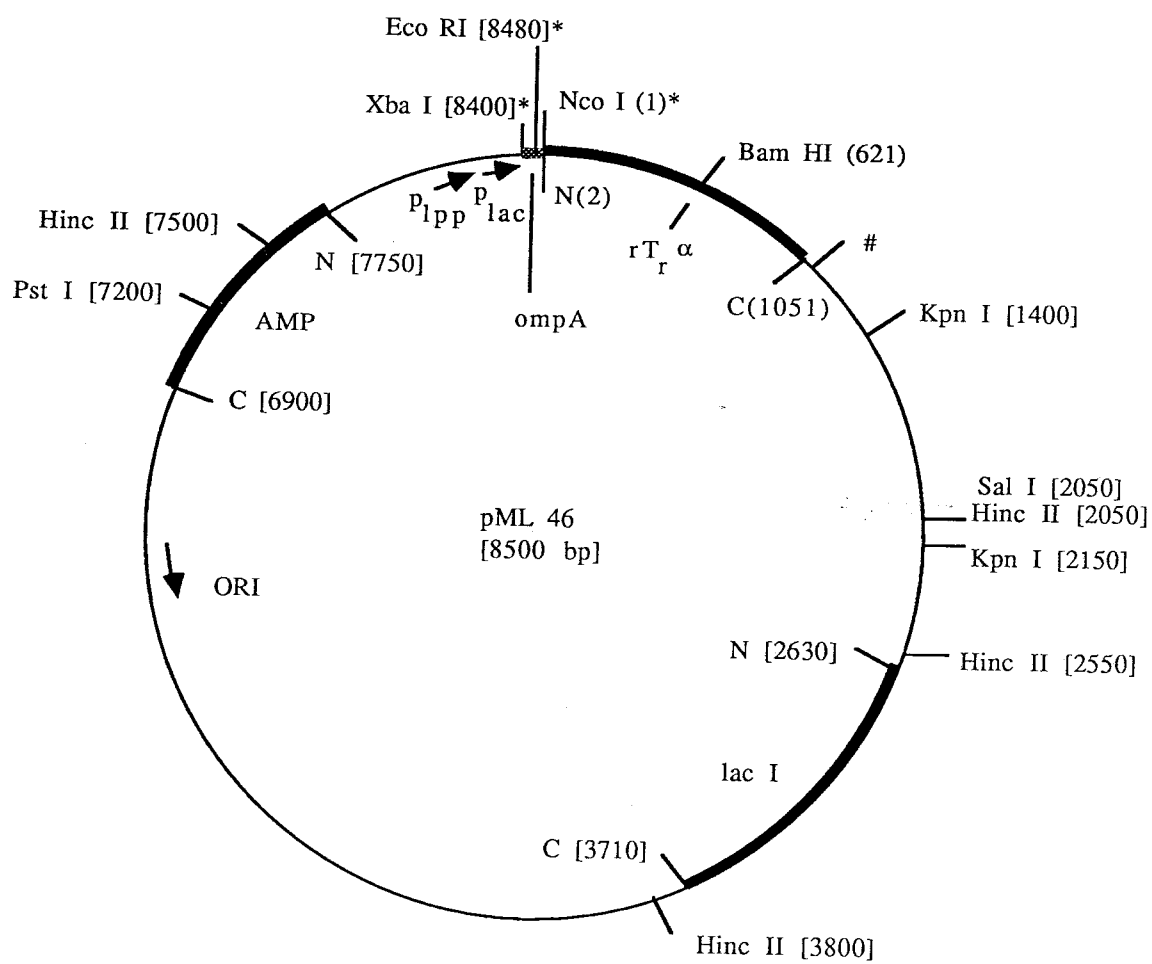 Eco RI [8480]*
Xba I [8400]*
Nco I (1)*
Bam HI (621)
Hinc II [7500]
plpp
plac
N(2)
rTr α
#
N [7750]
Pst I [7200]
C(1051)
Kpn I [1400]
AMP
ompA
C [6900]
Sal I [2050]
pML 46
Hinc II [2050]
[8500 bp]
Kpn I [2150]
ORI
N [2630]
Hinc II [2550]
lac I
C [3710]
Hinc II [3800]